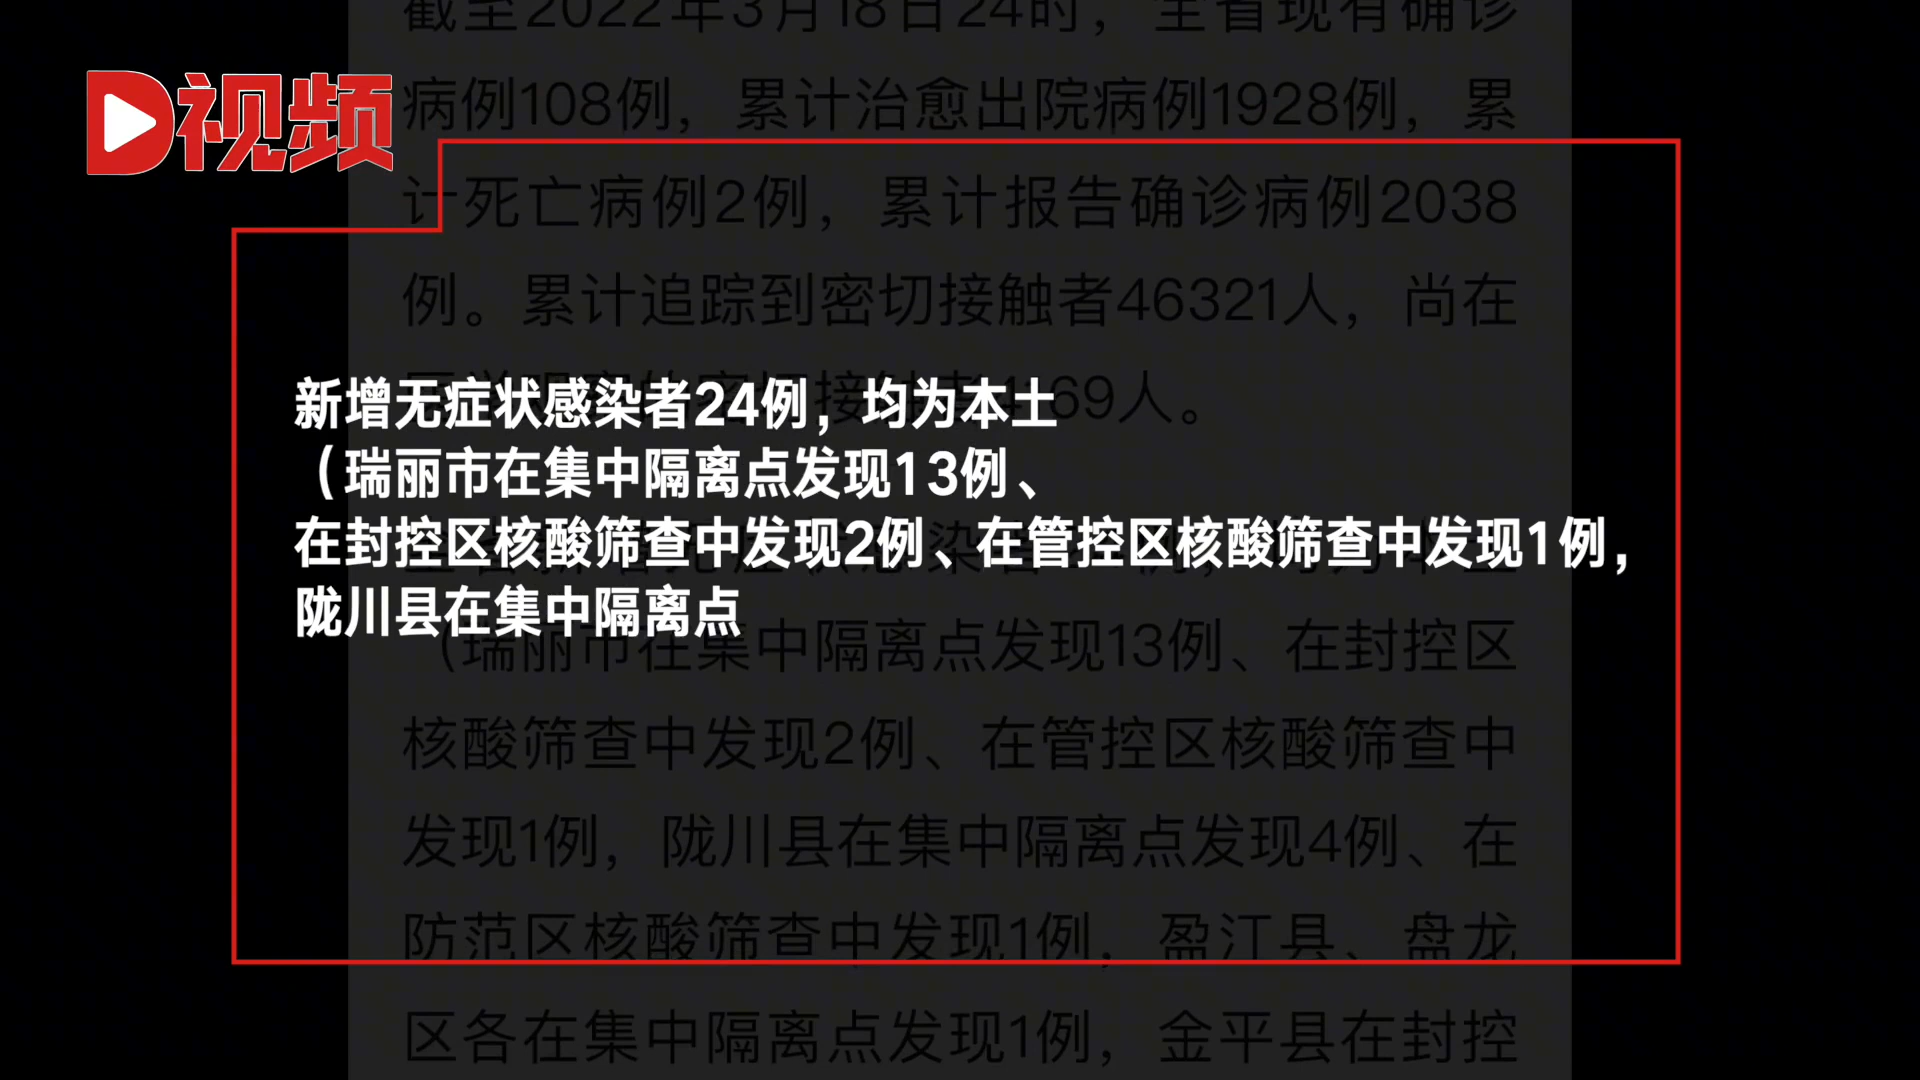 截至2022年3月18日24时，全省现有确诊
视频
病例108例，累计治愈出院病例1928例，累
计死亡病例2例，累计报告确诊病例2038
例。累计追踪到密切接触者46321人，尚在
新增无症状感染者24例，均为本土
（瑞丽市在集中隔离点发现13例、
在封控区核酸筛查中发现2例、在管控区核酸筛查中发现1例，
陇川县在集中隔离点
（瑞丽市在集中隔离点发现13例、在封控区
核酸筛查中发现2例、在管控区核酸筛查中
发现1例，陇川县在集中隔离点发现4例、在
防范区核酸筛查中发现1例，盈江县、盘龙
区各在集中隔离点发现1例，金平县在封控